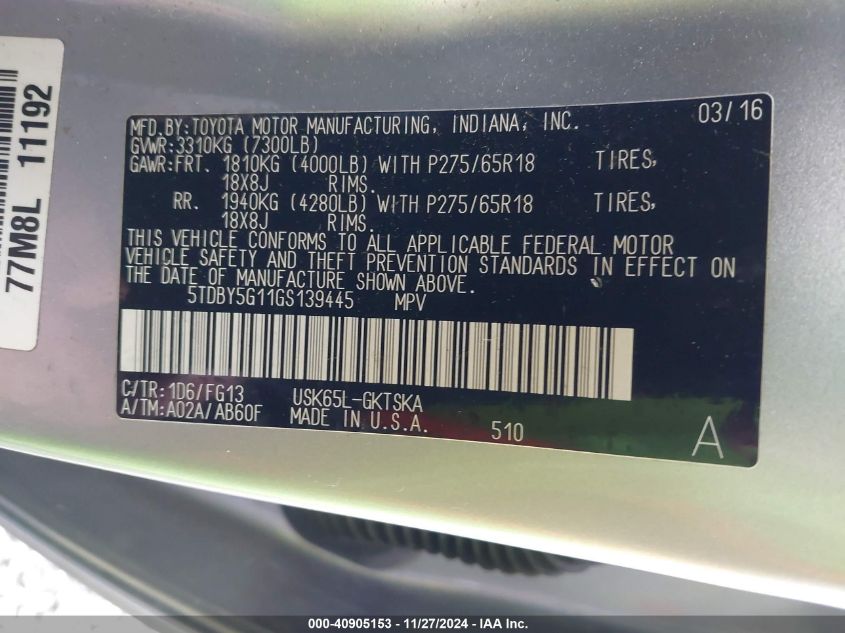 77M8L 11192
MFD.BY:TOYOTA MOTOR MANUFACTURING, INDIANA, INC. 03/16
GVWR:3310KG (7300LB)
GAWR:FRT. 1810KG (4000LB) WITH P275/65R18 TIRES,
18X8J RIMS.
RR. 1940KG (4280LB) WITH P275/65R18 TIRES,
18X8J RIMS.
THIS VEHICLE CONFORMS TO ALL APPLICABLE FEDERAL MOTOR
VEHICLE SAFETY AND THEFT PREVENTION STANDARDS IN EFFECT ON
THE DATE OF MANUFACTURE SHOWN ABOVE.
5TDBY5G11GS139445 MPV
C/TR:1D6/FG13 USK65L-GKTSKA
A/TM:A02A/AB60F MADE IN U.S.A. 510 A
000-40905153 - 11/27/2024 - IAA Inc.